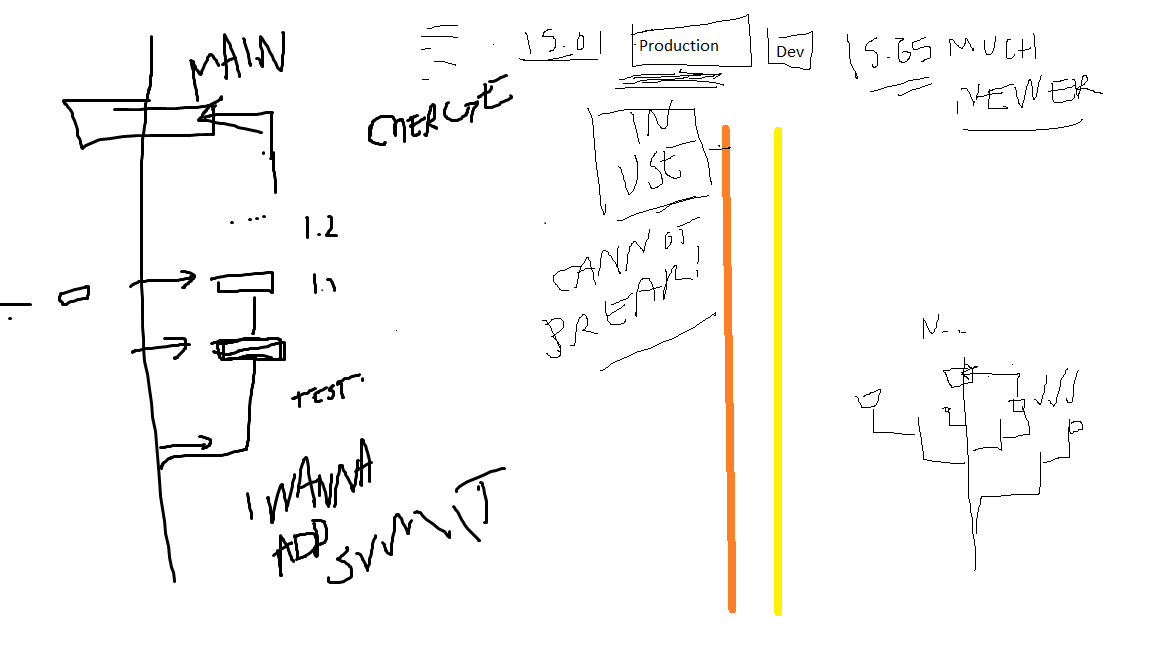 MAIN
MERGE
1.2
1.1
TEST
I WANNA
ADD SUMMIT
15.01
Production
Dev
15.65 MUCH
NEWER
IN
USE
CANNOT
BREAK!
N...